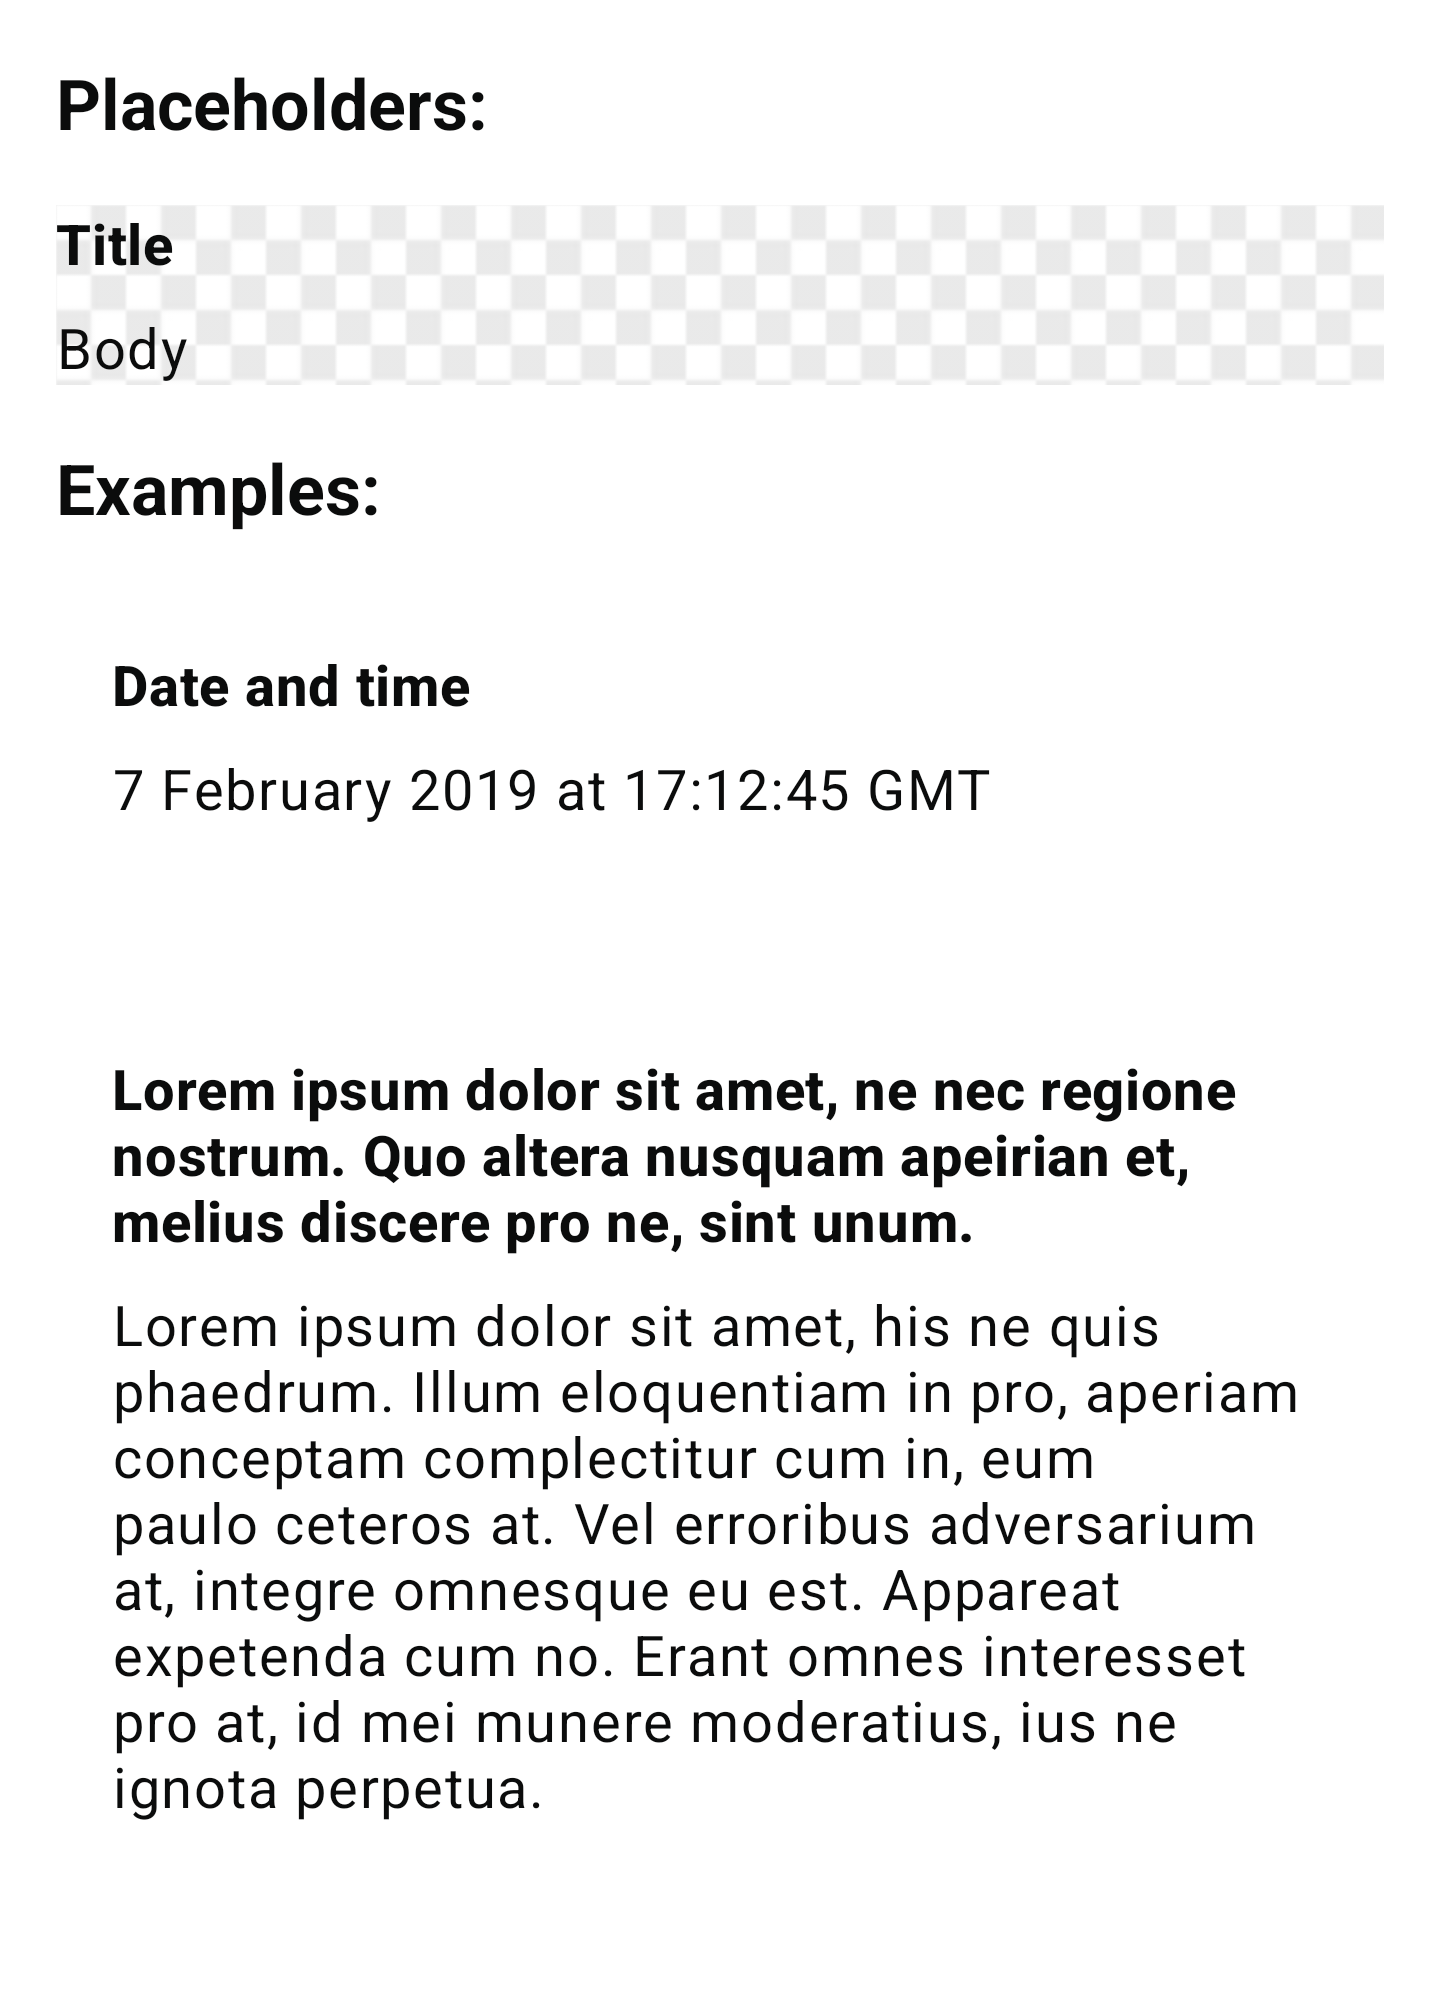 Placeholders:
Title
Body
Examples:
Date and time
7 February 2019 at 17:12:45 GMT
Lorem ipsum dolor sit amet, ne nec regione
nostrum. Quo altera nusquam apeirian et,
melius discere pro ne, sint unum.
Lorem ipsum dolor sit amet, his ne quis
phaedrum. Illum eloquentiam in pro, aperiam
conceptam complectitur cum in, eum
paulo ceteros at. Vel erroribus adversarium
at, integre omnesque eu est. Appareat
expetenda cum no. Erant omnes interesset
pro at, id mei munere moderatius, ius ne
ignota perpetua.